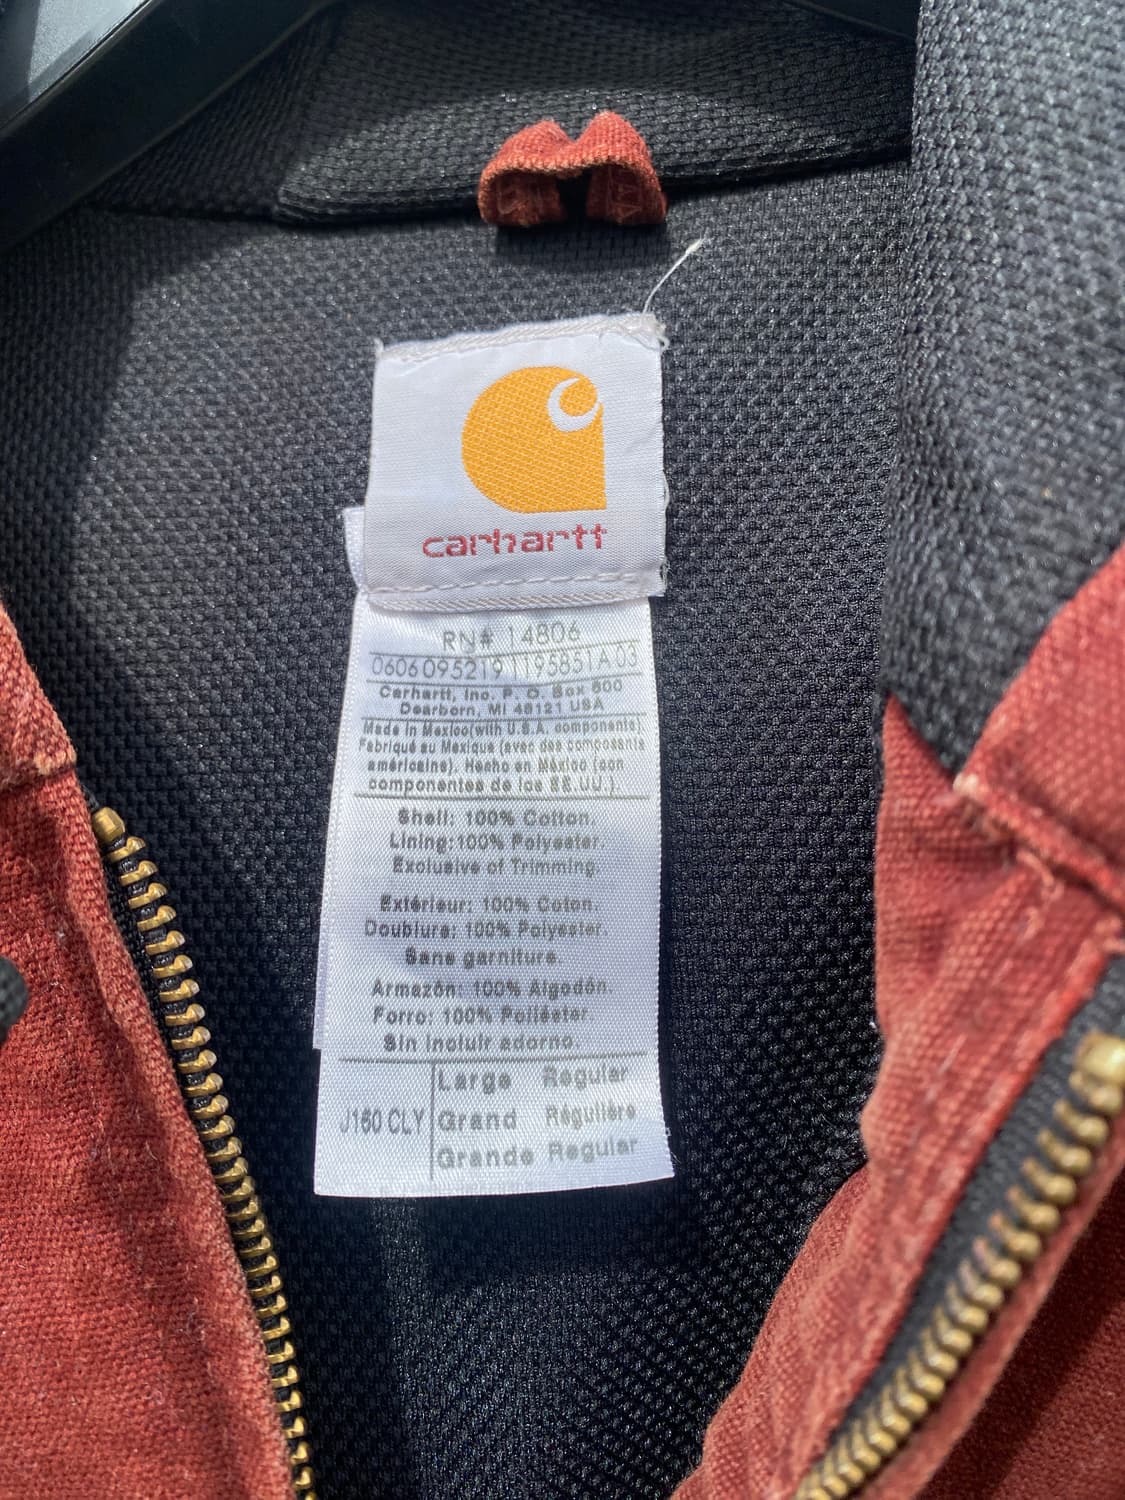 carhartt
RN# 14806
0606095219 1195851A 03
Carhartt, Inc. P. O. Box 600
Dearborn, MI 48121 USA
Made in Mexico(with U.S.A. components)
Fabriqué au Mexique (avec des composants
américains). Hecho en México (con
componentes de los EE.UU.).
Shell: 100% Cotton.
Lining:100% Polyester.
Exclusive of Trimming.
Extérieur: 100% Coton.
Doublure: 100% Polyester.
Sans garniture.
Armazón: 100% Algodón.
Forro: 100% Poliéster.
Sin incluir adorno.
Large Regular
J160 CLY Grand Régulière
Grande Regular